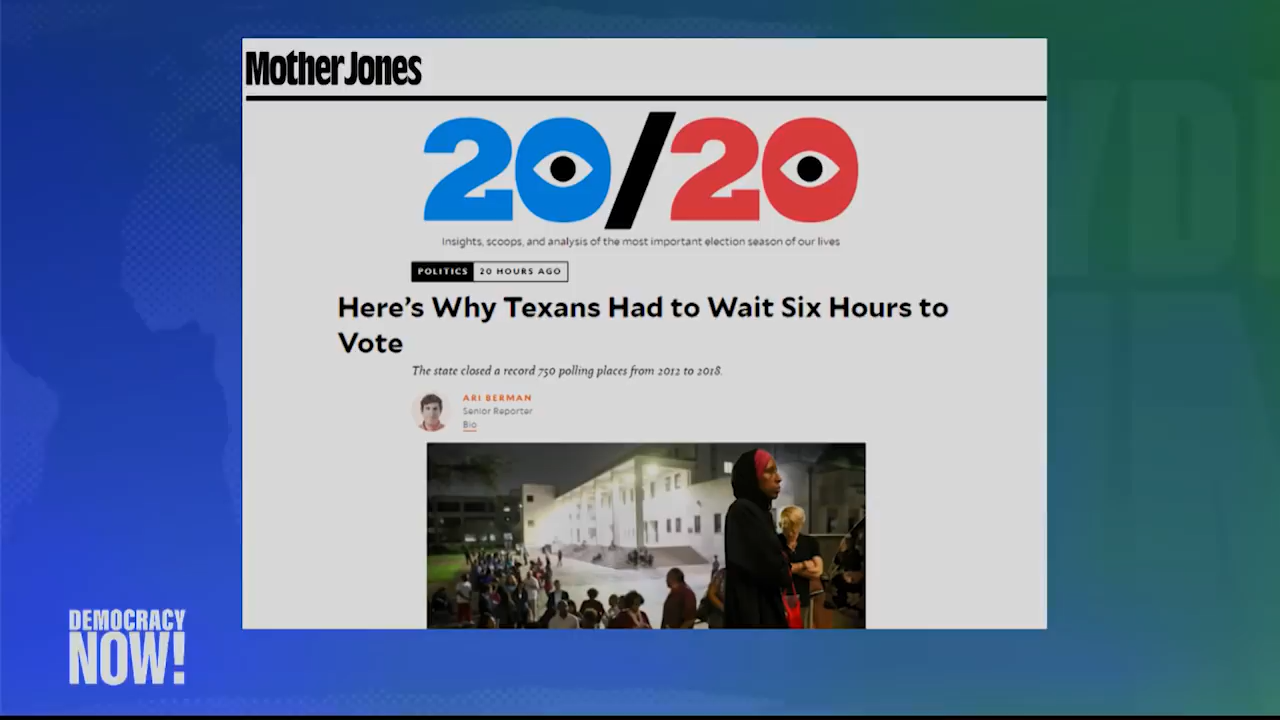 Mother Jones
20/20
Insights, scoops, and analysis of the most important election season of our lives
POLITICS 20 HOURS AGO
Here's Why Texans Had to Wait Six Hours to
Vote
The state closed a record 750 polling places from 2012 to 2018.
ARI BERMAN
Senior Reporter
Bio
DEMOCRACY
NOW!